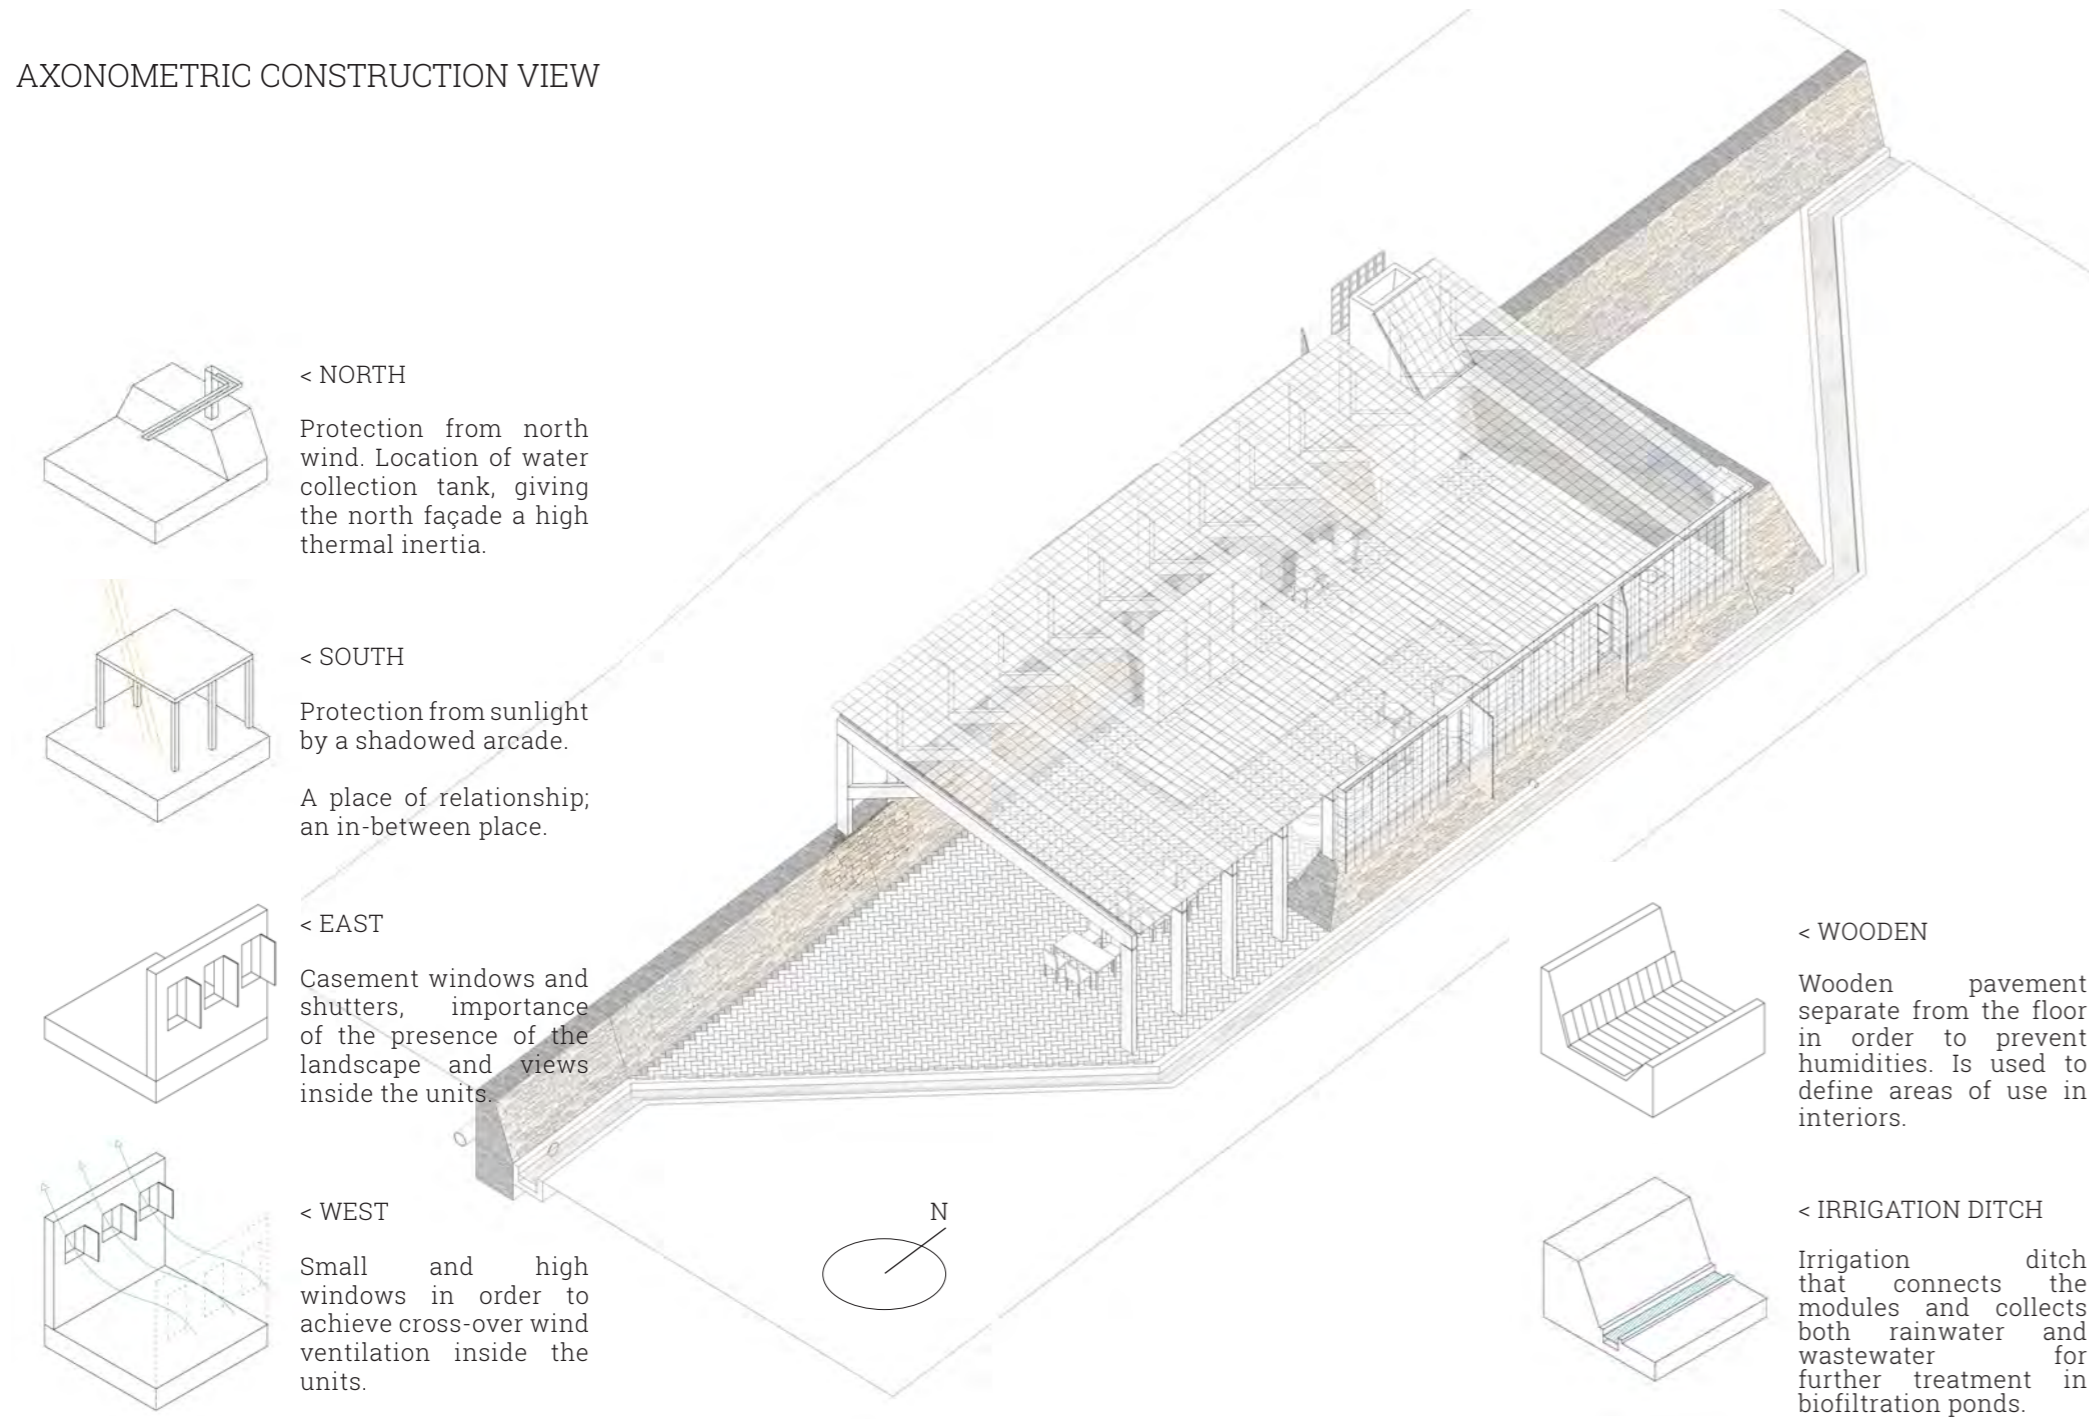 AXONOMETRIC CONSTRUCTION VIEW
< NORTH
Protection from north
wind. Location of water
collection tank, giving
the north façade a high
thermal inertia.
< SOUTH
Protection from sunlight
by a shadowed arcade.
A place of relationship;
an in-between place.
< EAST
Casement windows and
shutters, importance
of the presence of the
landscape and views
inside the units.
< WEST
Small and high
windows in order to
achieve cross-over wind
ventilation inside the
units.
N
< WOODEN
Wooden pavement
separate from the floor
in order to prevent
humidities. Is used to
define areas of use in
interiors.
< IRRIGATION DITCH
Irrigation ditch
that connects the
modules and collects
both rainwater and
wastewater for
further treatment in
biofiltration ponds.